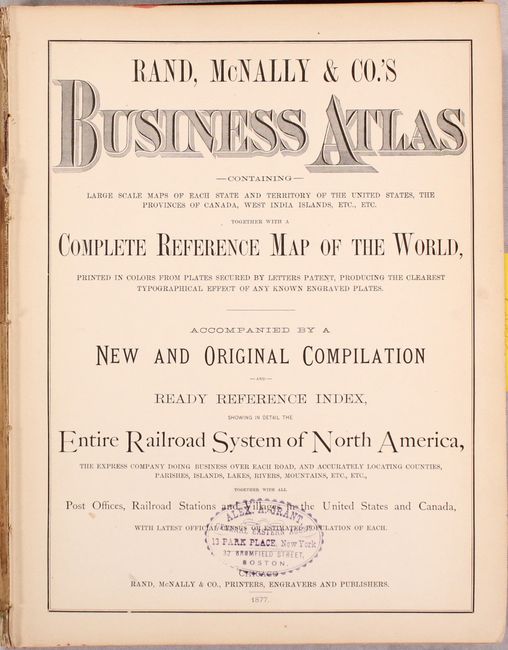 RAND, MCNALLY & CO.'S
BUSINESS ATLAS
—CONTAINING—
LARGE SCALE MAPS OF EACH STATE AND TERRITORY OF THE UNITED STATES, THE
PROVINCES OF CANADA, WEST INDIA ISLANDS, ETC., ETC.
TOGETHER WITH A
COMPLETE REFERENCE MAP OF THE WORLD,
PRINTED IN COLORS FROM PLATES SECURED BY LETTERS PATENT, PRODUCING THE CLEAREST
TYPOGRAPHICAL EFFECT OF ANY KNOWN ENGRAVED PLATES.
ACCOMPANIED BY A
NEW AND ORIGINAL COMPILATION
—AND—
READY REFERENCE INDEX,
SHOWING IN DETAIL THE
Entire Railroad System of North America,
THE EXPRESS COMPANY DOING BUSINESS OVER EACH ROAD, AND ACCURATELY LOCATING COUNTIES,
PARISHES, ISLANDS, LAKES, RIVERS, MOUNTAINS, ETC., ETC.,
TOGETHER WITH ALL
Post Offices, Railroad Stations and Villages in the United States and Canada,
WITH LATEST OFFICIAL CENSUS OR ESTIMATED POPULATION OF EACH.
ALEX. GRANT,
EASTERN
13 PARK PLACE, New York
32 BROMFIELD STREET,
BOSTON.
CHICAGO
RAND, MCNALLY & CO., PRINTERS, ENGRAVERS AND PUBLISHERS.
1877.